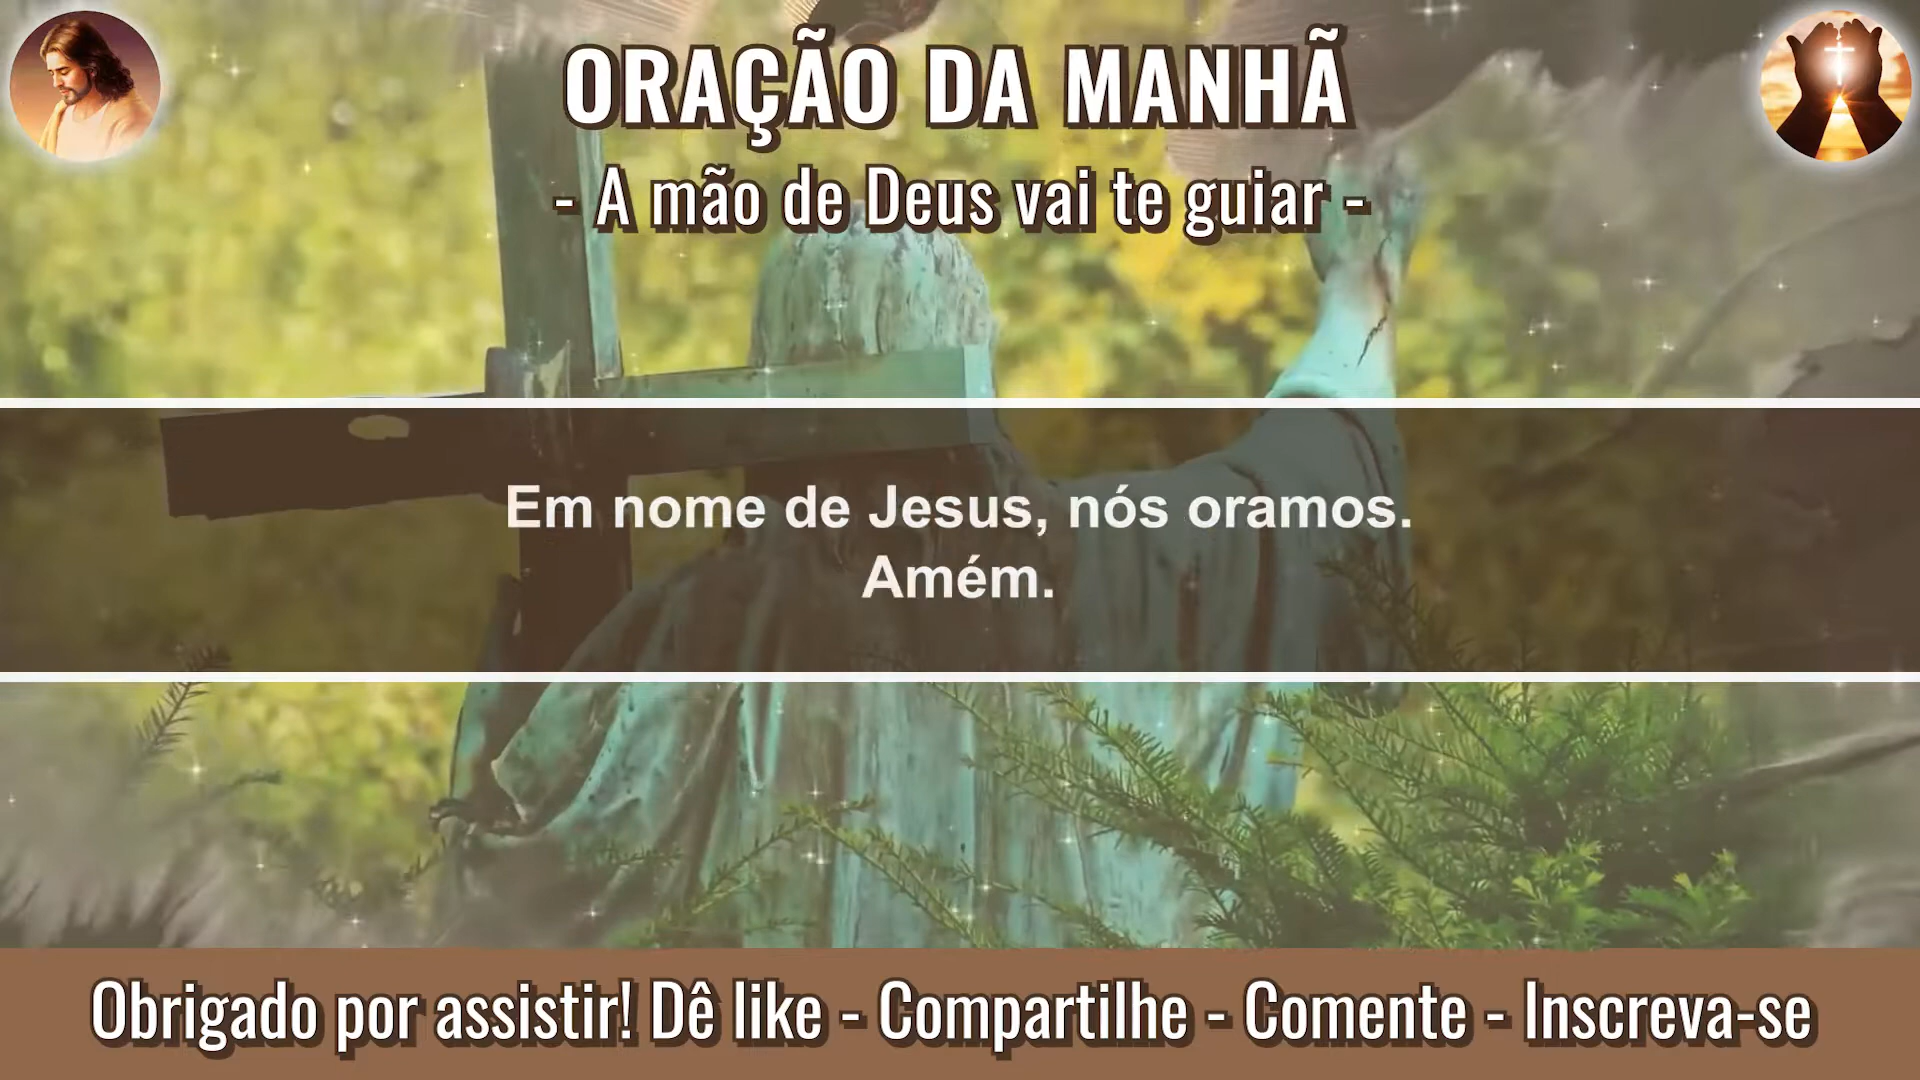 ORAÇÃO DA MANHÃ
- A mão de Deus vai te guiar -
Em nome de Jesus, nós oramos.
Amém.
Obrigado por assistir! Dê like - Compartilhe - Comente - Inscreva-se